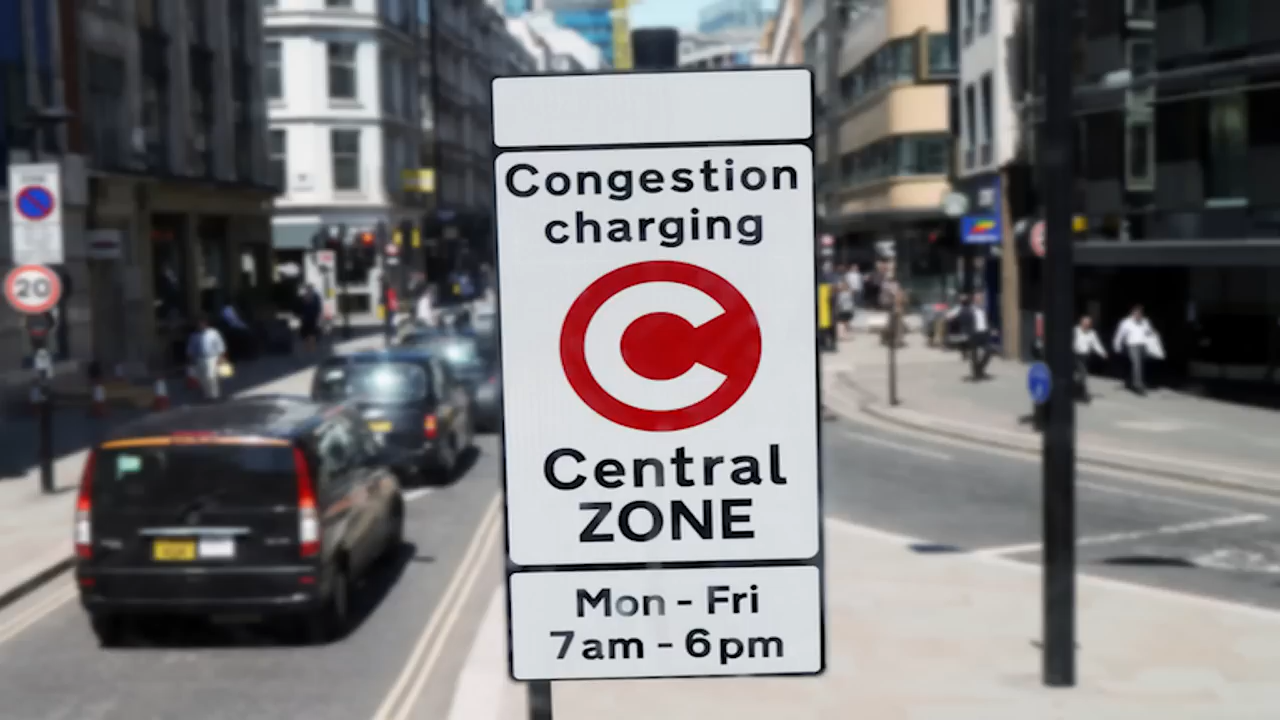 Congestion
charging
Central
ZONE
Mon - Fri
7am - 6pm
20